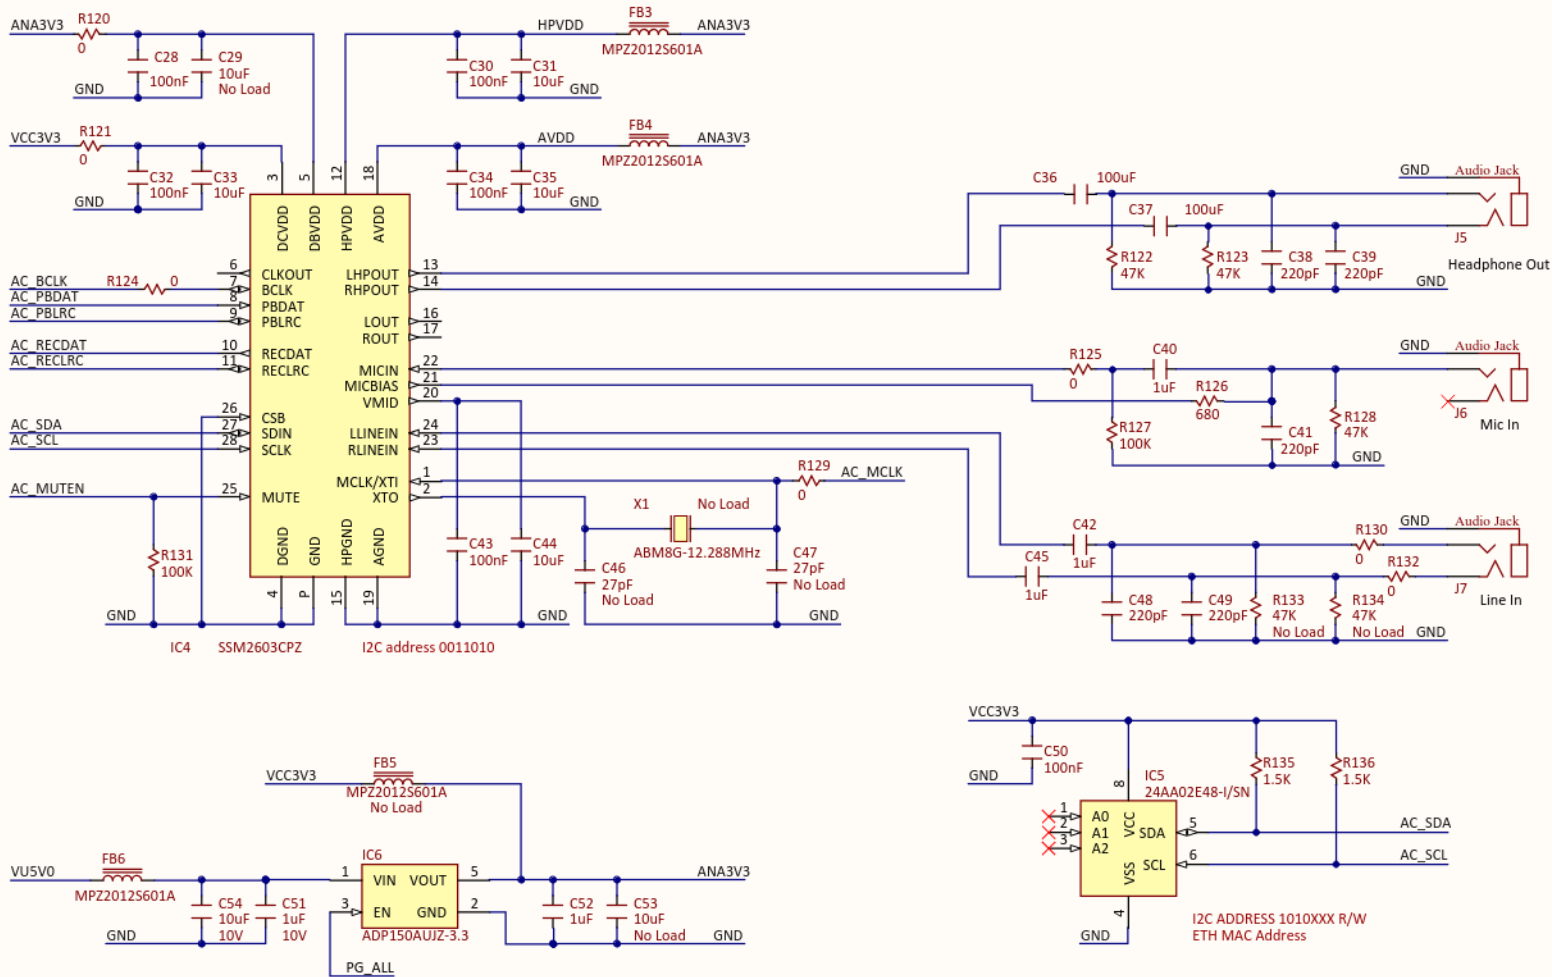 ANA3V3
R120
0
C28
100nF
C29
10uF
No Load
GND
HPVDD
FB3
MPZ2012S601A
ANA3V3
C30
100nF
C31
10uF
GND
VCC3V3
R121
0
C32
100nF
C33
10uF
GND
AVDD
FB4
MPZ2012S601A
ANA3V3
C34
100nF
C35
10uF
GND
3
5
12
18
DCVDD
DBVDD
HPVDD
AVDD
6
CLKOUT
AC_BCLK
R124
0
7
BCLK
AC_PBDAT
8
PBDAT
AC_PBLRC
9
PBLRC
AC_RECDAT
10
RECDAT
AC_RECLRC
11
RECLRC
26
CSB
AC_SDA
27
SDIN
AC_SCL
28
SCLK
AC_MUTEN
25
MUTE
R131
100K
LHPOUT
13
RHPOUT
14
LOUT
16
ROUT
17
MICIN
22
MICBIAS
21
VMID
20
LLINEIN
24
RLINEIN
23
MCLK/XTI
1
XTO
2
DGND
GND
HPGND
AGND
4
P
15
19
GND
GND
IC4
SSM2603CPZ
I2C address 0011010
C43
100nF
C44
10uF
R129
0
AC_MCLK
X1
No Load
ABM8G-12.288MHz
C46
27pF
No Load
C47
27pF
No Load
GND
C36
100uF
C37
100uF
R122
47K
R123
47K
C38
220pF
C39
220pF
GND
GND
Audio Jack
J5
Headphone Out
R125
0
C40
1uF
R126
680
R127
100K
C41
220pF
R128
47K
GND
GND
Audio Jack
J6
Mic In
C42
1uF
C45
1uF
C48
220pF
C49
220pF
R133
47K
No Load
R134
47K
No Load
R130
0
R132
0
GND
GND
Audio Jack
J7
Line In
VCC3V3
FB5
MPZ2012S601A
No Load
VU5V0
FB6
MPZ2012S601A
C54
10uF
10V
C51
1uF
10V
GND
IC6
1
VIN
VOUT
5
3
EN
GND
2
ADP150AUJZ-3.3
PG_ALL
ANA3V3
C52
1uF
C53
10uF
No Load
GND
VCC3V3
C50
100nF
GND
IC5
24AA02E48-I/SN
8
1
A0
2
A1
3
A2
VCC
VSS
SDA
5
SCL
6
4
GND
R135
1.5K
R136
1.5K
AC_SDA
AC_SCL
I2C ADDRESS 1010XXX R/W
ETH MAC Address